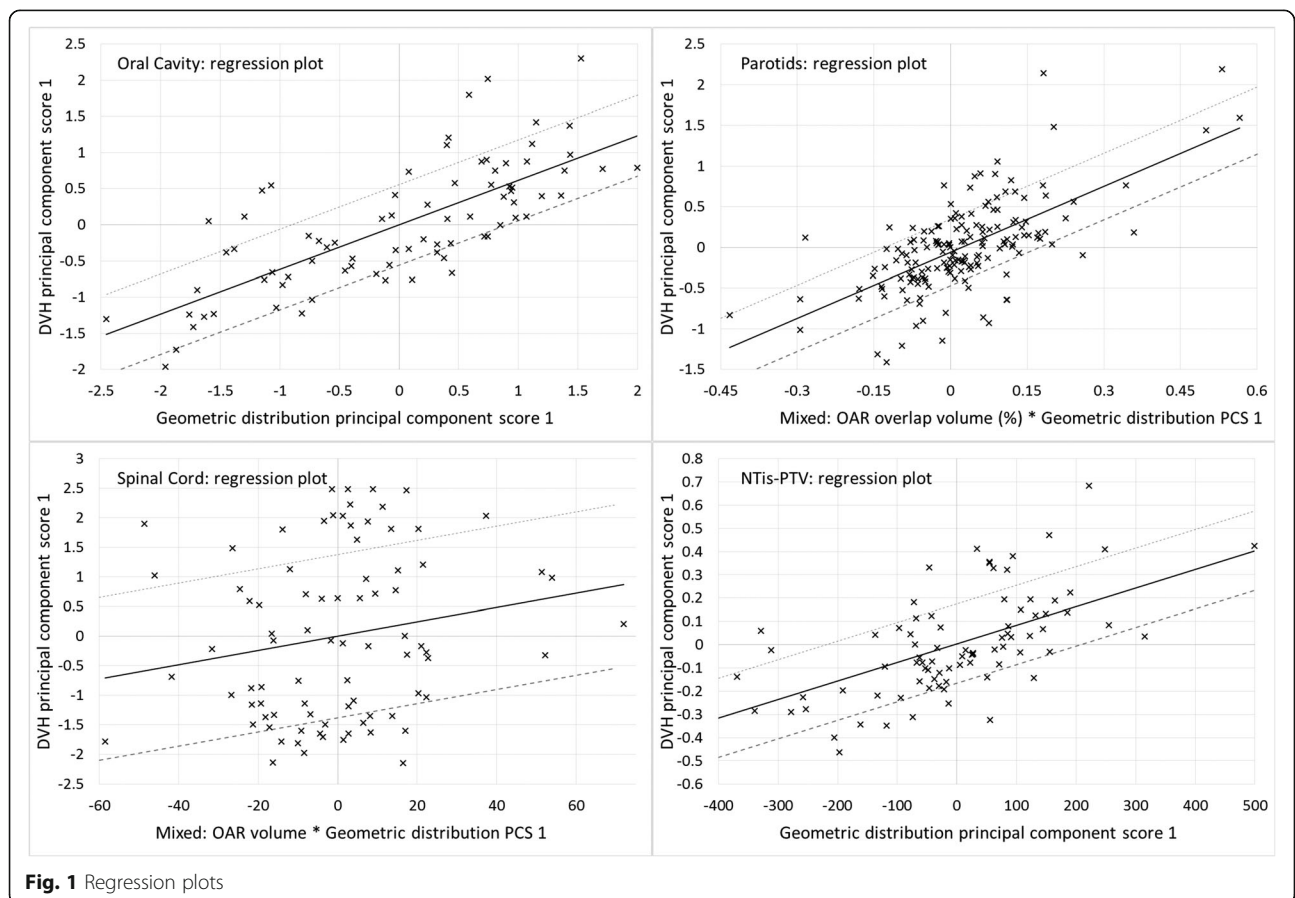 Oral Cavity: regression plot
DVH principal component score 1
2.5
2
1.5
1
0.5
0
-0.5
-1
-1.5
-2
-2.5 -2 -1.5 -1 -0.5 0 0.5 1 1.5 2
Geometric distribution principal component score 1
Parotids: regression plot
DVH principal component score 1
2.5
2
1.5
1
0.5
0
-0.5
-1
-1.5
-0.45 -0.3 -0.15 0 0.15 0.3 0.45 0.6
Mixed: OAR overlap volume (%) * Geometric distribution PCS 1
Spinal Cord: regression plot
DVH principal component score 1
3
2.5
2
1.5
1
0.5
0
-0.5
-1
-1.5
-2
-2.5
-60 -40 -20 0 20 40 60
Mixed: OAR volume * Geometric distribution PCS 1
NTis-PTV: regression plot
DVH principal component score 1
0.8
0.7
0.6
0.5
0.4
0.3
0.2
0.1
0
-0.1
-0.2
-0.3
-0.4
-0.5
-0.6
-400 -300 -200 -100 0 100 200 300 400 500
Geometric distribution principal component score 1
Fig. 1 Regression plots